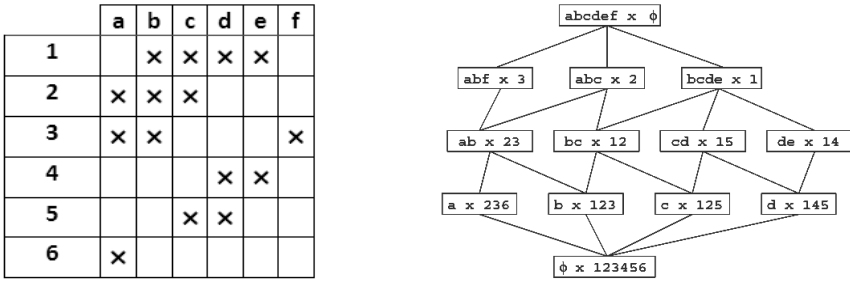 a b c d e f
1 × × × ×
2 × × ×
3 × × ×
4 × ×
5 × ×
6 ×
abcdef x ϕ
abf x 3 abc x 2 bcde x 1
ab x 23 bc x 12 cd x 15 de x 14
a x 236 b x 123 c x 125 d x 145
ϕ x 123456